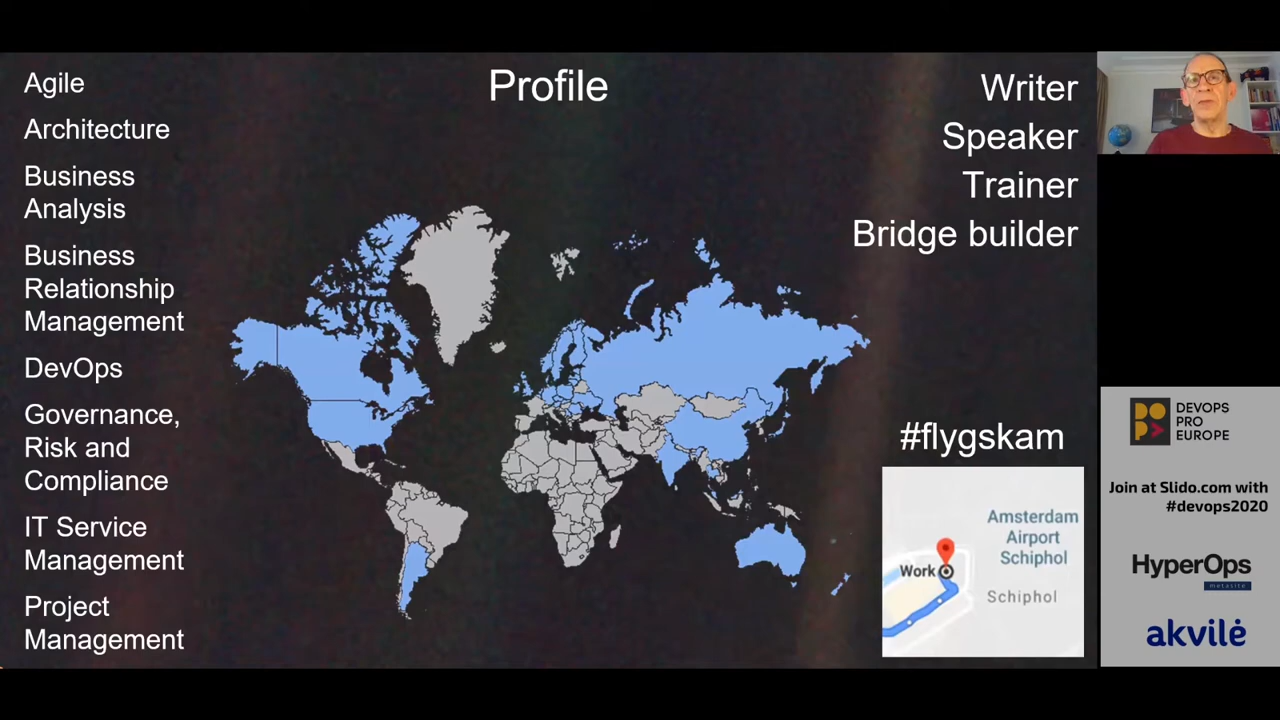 Agile
Architecture
Business
Analysis
Business
Relationship
Management
DevOps
Governance,
Risk and
Compliance
IT Service
Management
Project
Management
Profile
Writer
Speaker
Trainer
Bridge builder
#flygskam
Amsterdam
Airport
Schiphol
Work
Schiphol
DEVOPS
PRO
EUROPE
Join at Slido.com with
#devops2020
HyperOps
metasite
akvilė